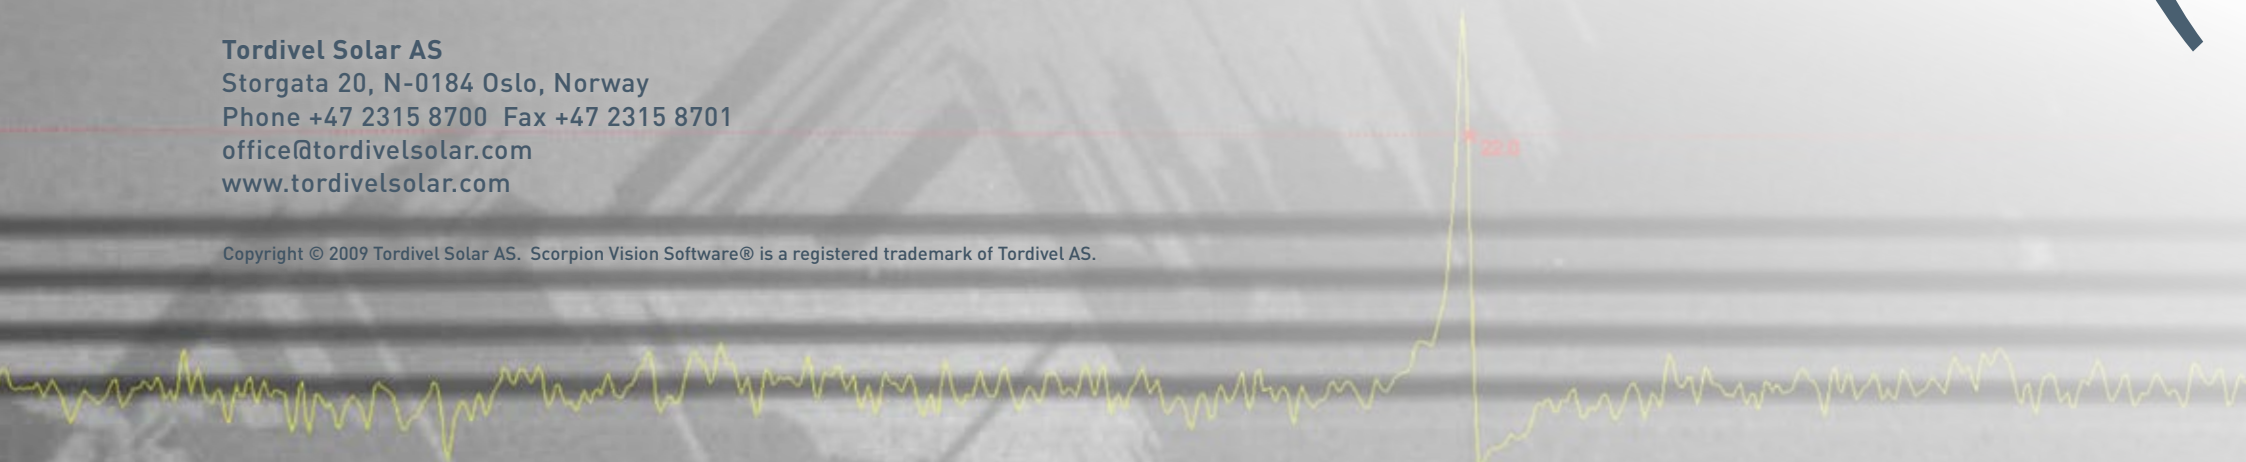 Tordivel Solar AS
Storgata 20, N-0184 Oslo, Norway
Phone +47 2315 8700  Fax +47 2315 8701
office@tordivelsolar.com
www.tordivelsolar.com
Copyright © 2009 Tordivel Solar AS.  Scorpion Vision Software® is a registered trademark of Tordivel AS.